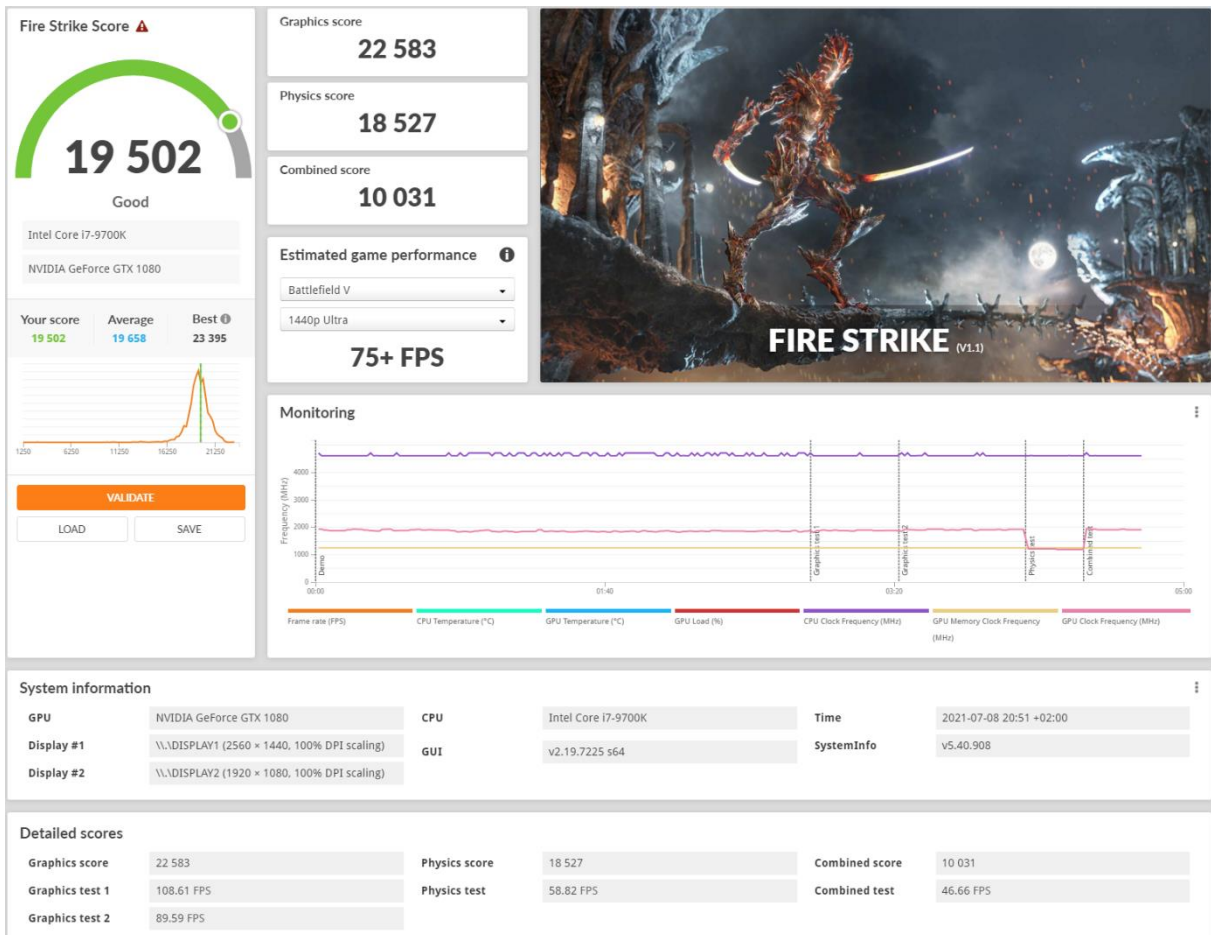 Fire Strike Score
19 502
Good
Intel Core i7-9700K
NVIDIA GeForce GTX 1080
Your score Average Best
19 502 19 658 23 395
1250 6250 11250 16250 21250
VALIDATE
LOAD SAVE
Graphics score
22 583
Physics score
18 527
Combined score
10 031
Estimated game performance
Battlefield V
1440p Ultra
75+ FPS
FIRE STRIKE (V1.1)
Monitoring
Frequency (MHz)
4000
3000
2000
1000
0
Demo
Graphics test 1
Graphics test 2
Physics test
Combined test
00:00 01:40 03:20 05:00
Frame rate (FPS) CPU Temperature (°C) GPU Temperature (°C) GPU Load (%) CPU Clock Frequency (MHz) GPU Memory Clock Frequency (MHz) GPU Clock Frequency (MHz)
System information
GPU NVIDIA GeForce GTX 1080 CPU Intel Core i7-9700K Time 2021-07-08 20:51 +02:00
Display #1 \\.\DISPLAY1 (2560 × 1440, 100% DPI scaling) GUI v2.19.7225 s64 SystemInfo v5.40.908
Display #2 \\.\DISPLAY2 (1920 × 1080, 100% DPI scaling)
Detailed scores
Graphics score 22 583 Physics score 18 527 Combined score 10 031
Graphics test 1 108.61 FPS Physics test 58.82 FPS Combined test 46.66 FPS
Graphics test 2 89.59 FPS